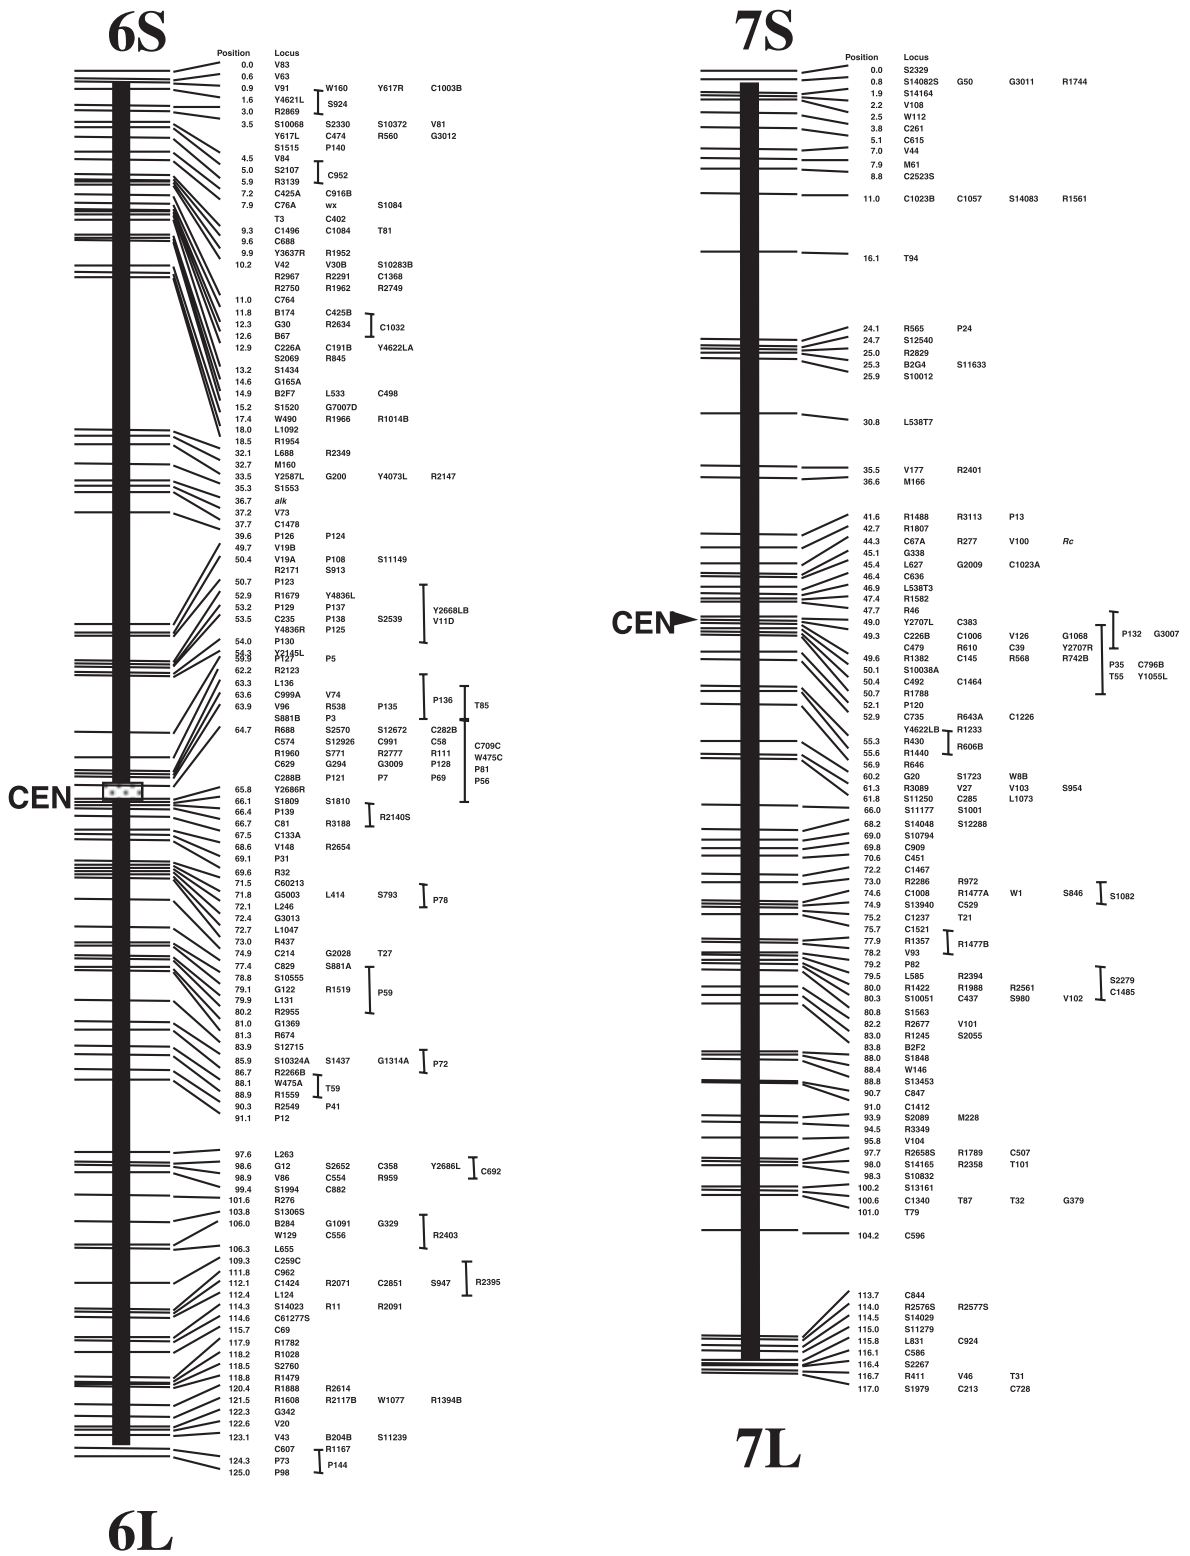 6S
Position Locus
0.0 V83
0.6 V63
0.9 V91 W160 Y617R C1003B
1.6 Y4621L
S924
3.0 R2869
3.5 S10068 S2330 S10372 V81
Y617L C474 R560 G3012
S1515 P140
4.5 V84
5.0 S2107
C952
5.9 R3139
7.2 C425A C916B
7.9 C76A wx S1084
T3 C402
9.3 C1496 C1084 T81
9.6 C688
9.9 Y3637R R1952
10.2 V42 V30B S10283B
R2967 R2291 C1368
R2750 R1962 R2749
11.0 C764
11.8 B174 C425B
12.3 G30 R2634
C1032
12.6 B67
12.9 C226A C191B Y4622LA
S2069 R845
13.2 S1434
14.6 G165A
14.9 B2F7 L533 C498
15.2 S1520 G7007D
17.4 W490 R1966 R1014B
18.0 L1092
18.5 R1954
32.1 L688 R2349
32.7 M160
33.5 Y2587L G200 Y4073L R2147
35.3 S1553
36.7 alk
37.2 V73
37.7 C1478
39.6 P126 P124
49.7 V19B
50.4 V19A P108 S11149
R2171 S913
50.7 P123
52.9 R1679 Y4836L
53.2 P129 P137
Y2668LB
53.5 C235 P138 S2539
V11D
Y4836R P125
54.0 P130
54.3 Y2145L
59.9 P127 P5
62.2 R2123
63.3 L136
63.6 C999A V74
P136
63.9 V96 R538 P135
T85
S881B P3
64.7 R688 S2570 S12672 C282B
C574 S12926 C991 C58
C709C
R1960 S771 R2777 R111
W475C
C629 G294 G3009 P128
P81
C288B P121 P7 P69
P56
65.8 Y2686R
CEN
66.1 S1809 S1810
66.4 P139
R2140S
66.7 C81 R3188
67.5 C133A
68.6 V148 R2654
69.1 P31
69.6 R32
71.5 C60213
71.8 G5003 L414 S793
P78
72.1 L246
72.4 G3013
72.7 L1047
73.0 R437
74.9 C214 G2028 T27
77.4 C829 S881A
78.8 S10555
79.1 G122 R1519
P59
79.9 L131
80.2 R2955
81.0 G1369
81.3 R674
83.9 S12715
85.9 S10324A S1437 G1314A
P72
86.7 R2266B
88.1 W475A
T59
88.9 R1559
90.3 R2549 P41
91.1 P12
97.6 L263
98.6 G12 S2652 C358 Y2686L
C692
98.9 V86 C554 R959
99.4 S1994 C882
101.6 R276
103.8 S1306S
106.0 B284 G1091 G329
W129 C556
R2403
106.3 L655
109.3 C259C
111.8 C962
112.1 C1424 R2071 C2851 S947
R2395
112.4 L124
114.3 S14023 R11 R2091
114.6 C61277S
115.7 C69
117.9 R1782
118.2 R1028
118.5 S2760
118.8 R1479
120.4 R1888 R2614
121.5 R1608 R2117B W1077 R1394B
122.3 G342
122.6 V20
123.1 V43 B204B S11239
C607 R1167
124.3 P73
P144
125.0 P98
6L
7S
Position Locus
0.0 S2329
0.8 S14082S G50 G3011 R1744
1.9 S14164
2.2 V108
2.5 W112
3.8 C261
5.1 C615
7.0 V44
7.9 M61
8.8 C2523S
11.0 C1023B C1057 S14083 R1561
16.1 T94
24.1 R565 P24
24.7 S12540
25.0 R2829
25.3 B2G4 S11633
25.9 S10012
30.8 L538T7
35.5 V177 R2401
36.6 M166
41.6 R1488 R3113 P13
42.7 R1807
44.3 C67A R277 V100 Rc
45.1 G338
45.4 L627 G2009 C1023A
46.4 C636
46.9 L538T3
47.4 R1582
47.7 R46
CEN
49.0 Y2707L C383
49.3 C226B C1006 V126 G1068
P132 G3007
C479 R610 C39 Y2707R
49.6 R1382 C145 R568 R742B
P35 C796B
50.1 S10038A
T55 Y1055L
50.4 C492 C1464
50.7 R1788
52.1 P120
52.9 C735 R643A C1226
Y4622LB R1233
55.3 R430
R606B
55.6 R1440
56.9 R646
60.2 G20 S1723 W8B
61.3 R3089 V27 V103 S954
61.8 S11250 C285 L1073
66.0 S11177 S1001
68.2 S14048 S12288
69.0 S10794
69.8 C909
70.6 C451
72.2 C1467
73.0 R2286 R972
74.6 C1008 R1477A W1 S846
S1082
74.9 S13940 C529
75.2 C1237 T21
75.7 C1521
77.9 R1357
R1477B
78.2 V93
79.2 P82
79.5 L585 R2394
S2279
80.0 R1422 R1988 R2561
C1485
80.3 S10051 C437 S980 V102
80.8 S1563
82.2 R2677 V101
83.0 R1245 S2055
83.8 B2F2
88.0 S1848
88.4 W146
88.8 S13453
90.7 C847
91.0 C1412
93.9 S2089 M228
94.5 R3349
95.8 V104
97.7 R2658S R1789 C507
98.0 S14165 R2358 T101
98.3 S10832
100.2 S13161
100.6 C1340 T87 T32 G379
101.0 T79
104.2 C596
113.7 C844
114.0 R2576S R2577S
114.5 S14029
115.0 S11279
115.8 L831 C924
116.1 C586
116.4 S2267
116.7 R411 V46 T31
117.0 S1979 C213 C728
7L